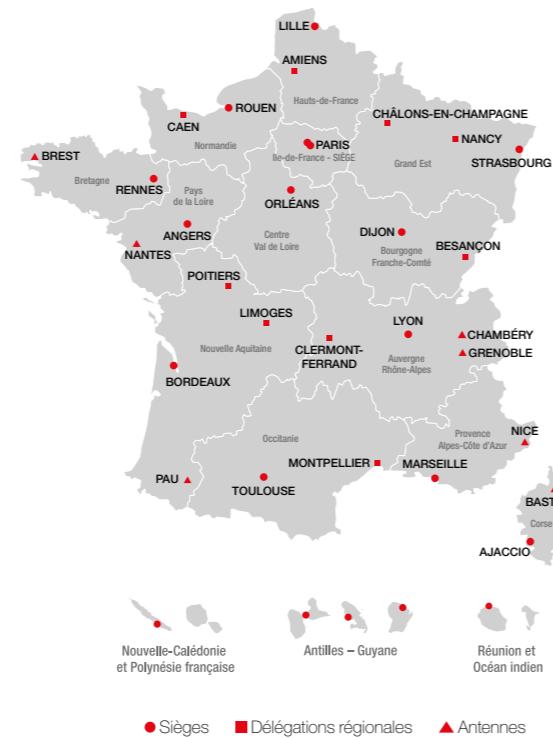 LILLE
AMIENS
Hauts-de-France
ROUEN
CHÂLONS-EN-CHAMPAGNE
CAEN
Normandie
PARIS
NANCY
Ile-de-France - SIÈGE
Grand Est
STRASBOURG
BREST
Bretagne
RENNES
Pays
de la Loire
ORLÉANS
ANGERS
Centre
Val de Loire
DIJON
Bourgogne
Franche-Comté
BESANÇON
NANTES
POITIERS
LIMOGES
LYON
Nouvelle Aquitaine
CLERMONT-
FERRAND
Auvergne
Rhône-Alpes
CHAMBÉRY
GRENOBLE
BORDEAUX
Occitanie
Provence
Alpes-Côte d'Azur
NICE
MONTPELLIER
MARSEILLE
PAU
TOULOUSE
BAST
Corse
AJACCIO
Nouvelle-Calédonie
et Polynésie française
Antilles – Guyane
Réunion et
Océan indien
Sièges
Délégations régionales
Antennes